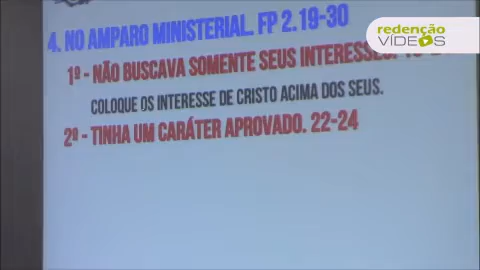 redenção
VÍDEOS
4. NO AMPARO MINISTERIAL. FP 2.19-30
1º - NÃO BUSCAVA SOMENTE SEUS INTERESSES.
COLOQUE OS INTERESSE DE CRISTO ACIMA DOS SEUS.
2º - TINHA UM CARÁTER APROVADO. 22-24